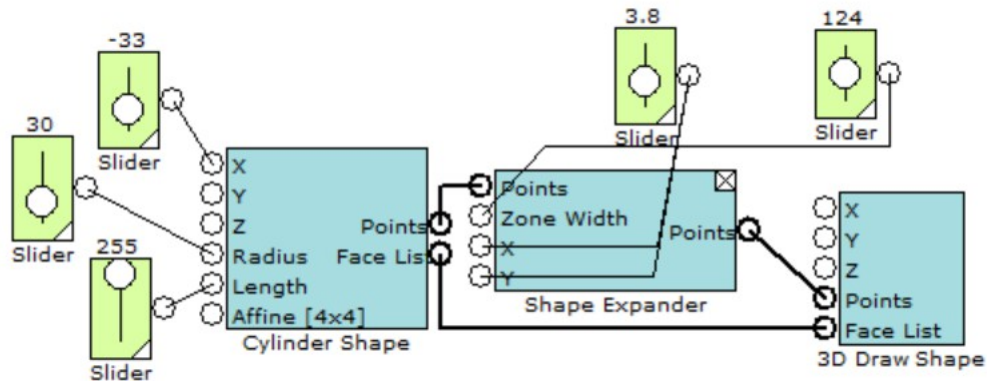 -33
Slider
30
Slider
255
Slider
X
Y
Z
Radius
Length
Affine [4x4]
Points
Face List
Cylinder Shape
3.8
Slider
124
Slider
Points
Zone Width
X
Y
Points
Shape Expander
X
Y
Z
Points
Face List
3D Draw Shape